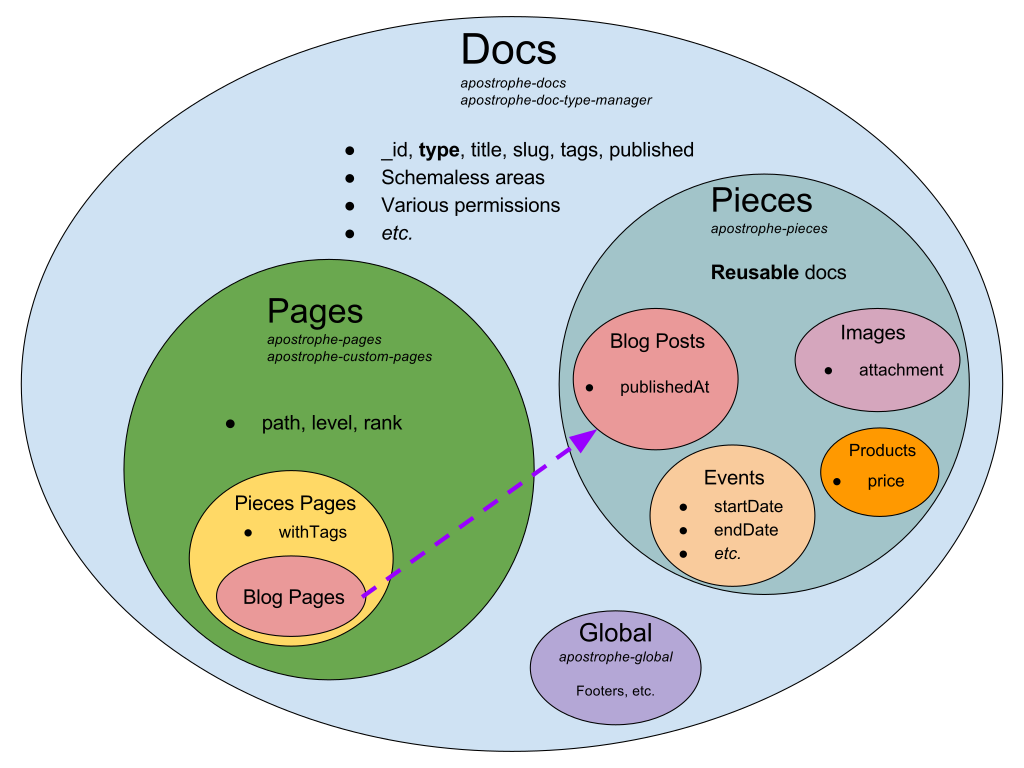 Docs
apostrophe-docs
apostrophe-doc-type-manager
● _id, type, title, slug, tags, published
● Schemaless areas
● Various permissions
● etc.
Pieces
apostrophe-pieces
Reusable docs
Blog Posts
● publishedAt
Images
● attachment
Products
● price
Events
● startDate
● endDate
● etc.
Pages
apostrophe-pages
apostrophe-custom-pages
● path, level, rank
Pieces Pages
● withTags
Blog Pages
Global
apostrophe-global
Footers, etc.